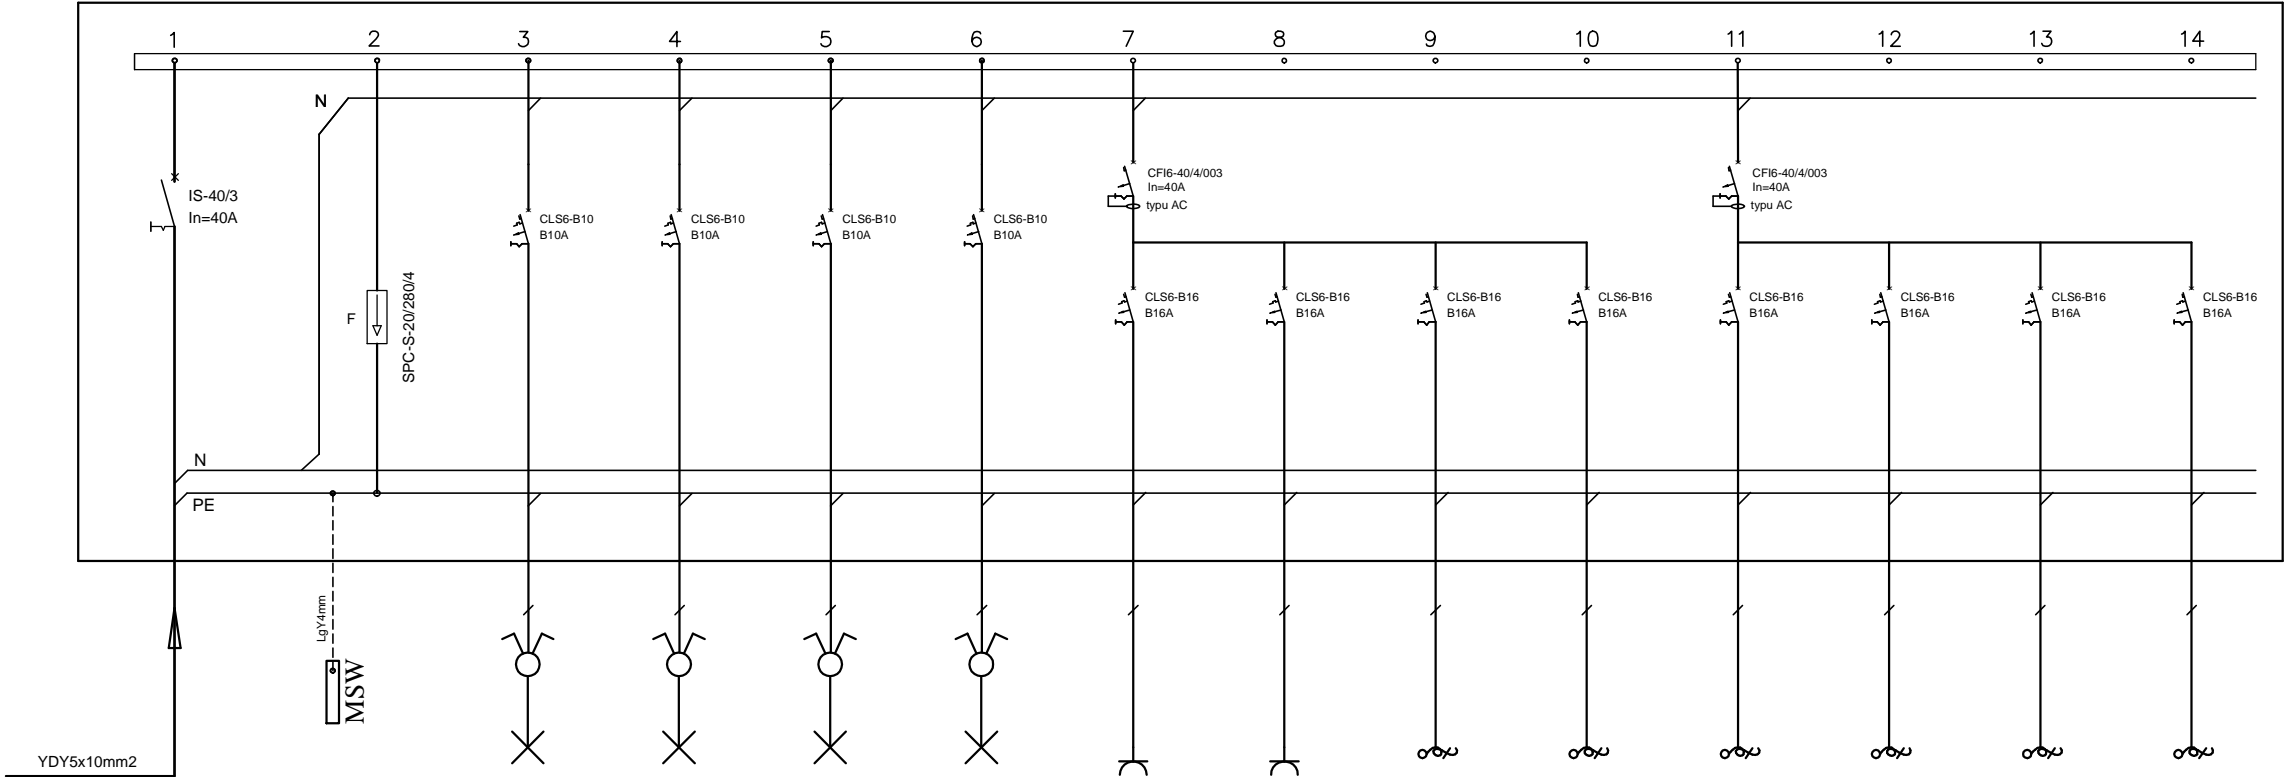 1 2 3 4 5 6 7 8 9 10 11 12 13 14
N
IS-40/3
In=40A
F
SPC-S-20/280/4
CLS6-B10
B10A
CLS6-B10
B10A
CLS6-B10
B10A
CLS6-B10
B10A
CFI6-40/4/003
In=40A
typu AC
CFI6-40/4/003
In=40A
typu AC
CLS6-B16
B16A
CLS6-B16
B16A
CLS6-B16
B16A
CLS6-B16
B16A
CLS6-B16
B16A
CLS6-B16
B16A
CLS6-B16
B16A
CLS6-B16
B16A
N
PE
LgY4mm
MSW
YDY5x10mm2